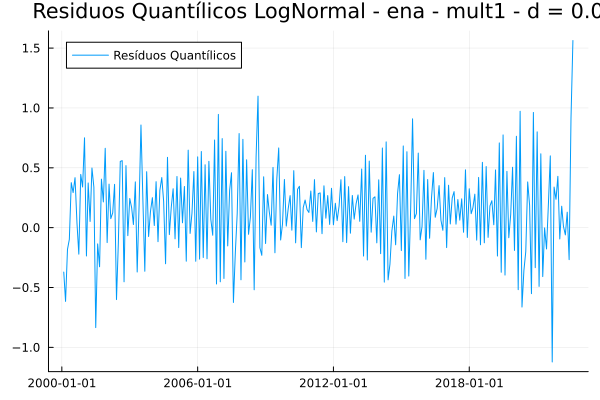 Resíduos Quantílicos LogNormal - ena - mult1 - d = 0.0
Resíduos Quantílicos
1.5
1.0
0.5
0.0
−0.5
−1.0
2000-01-01 2006-01-01 2012-01-01 2018-01-01